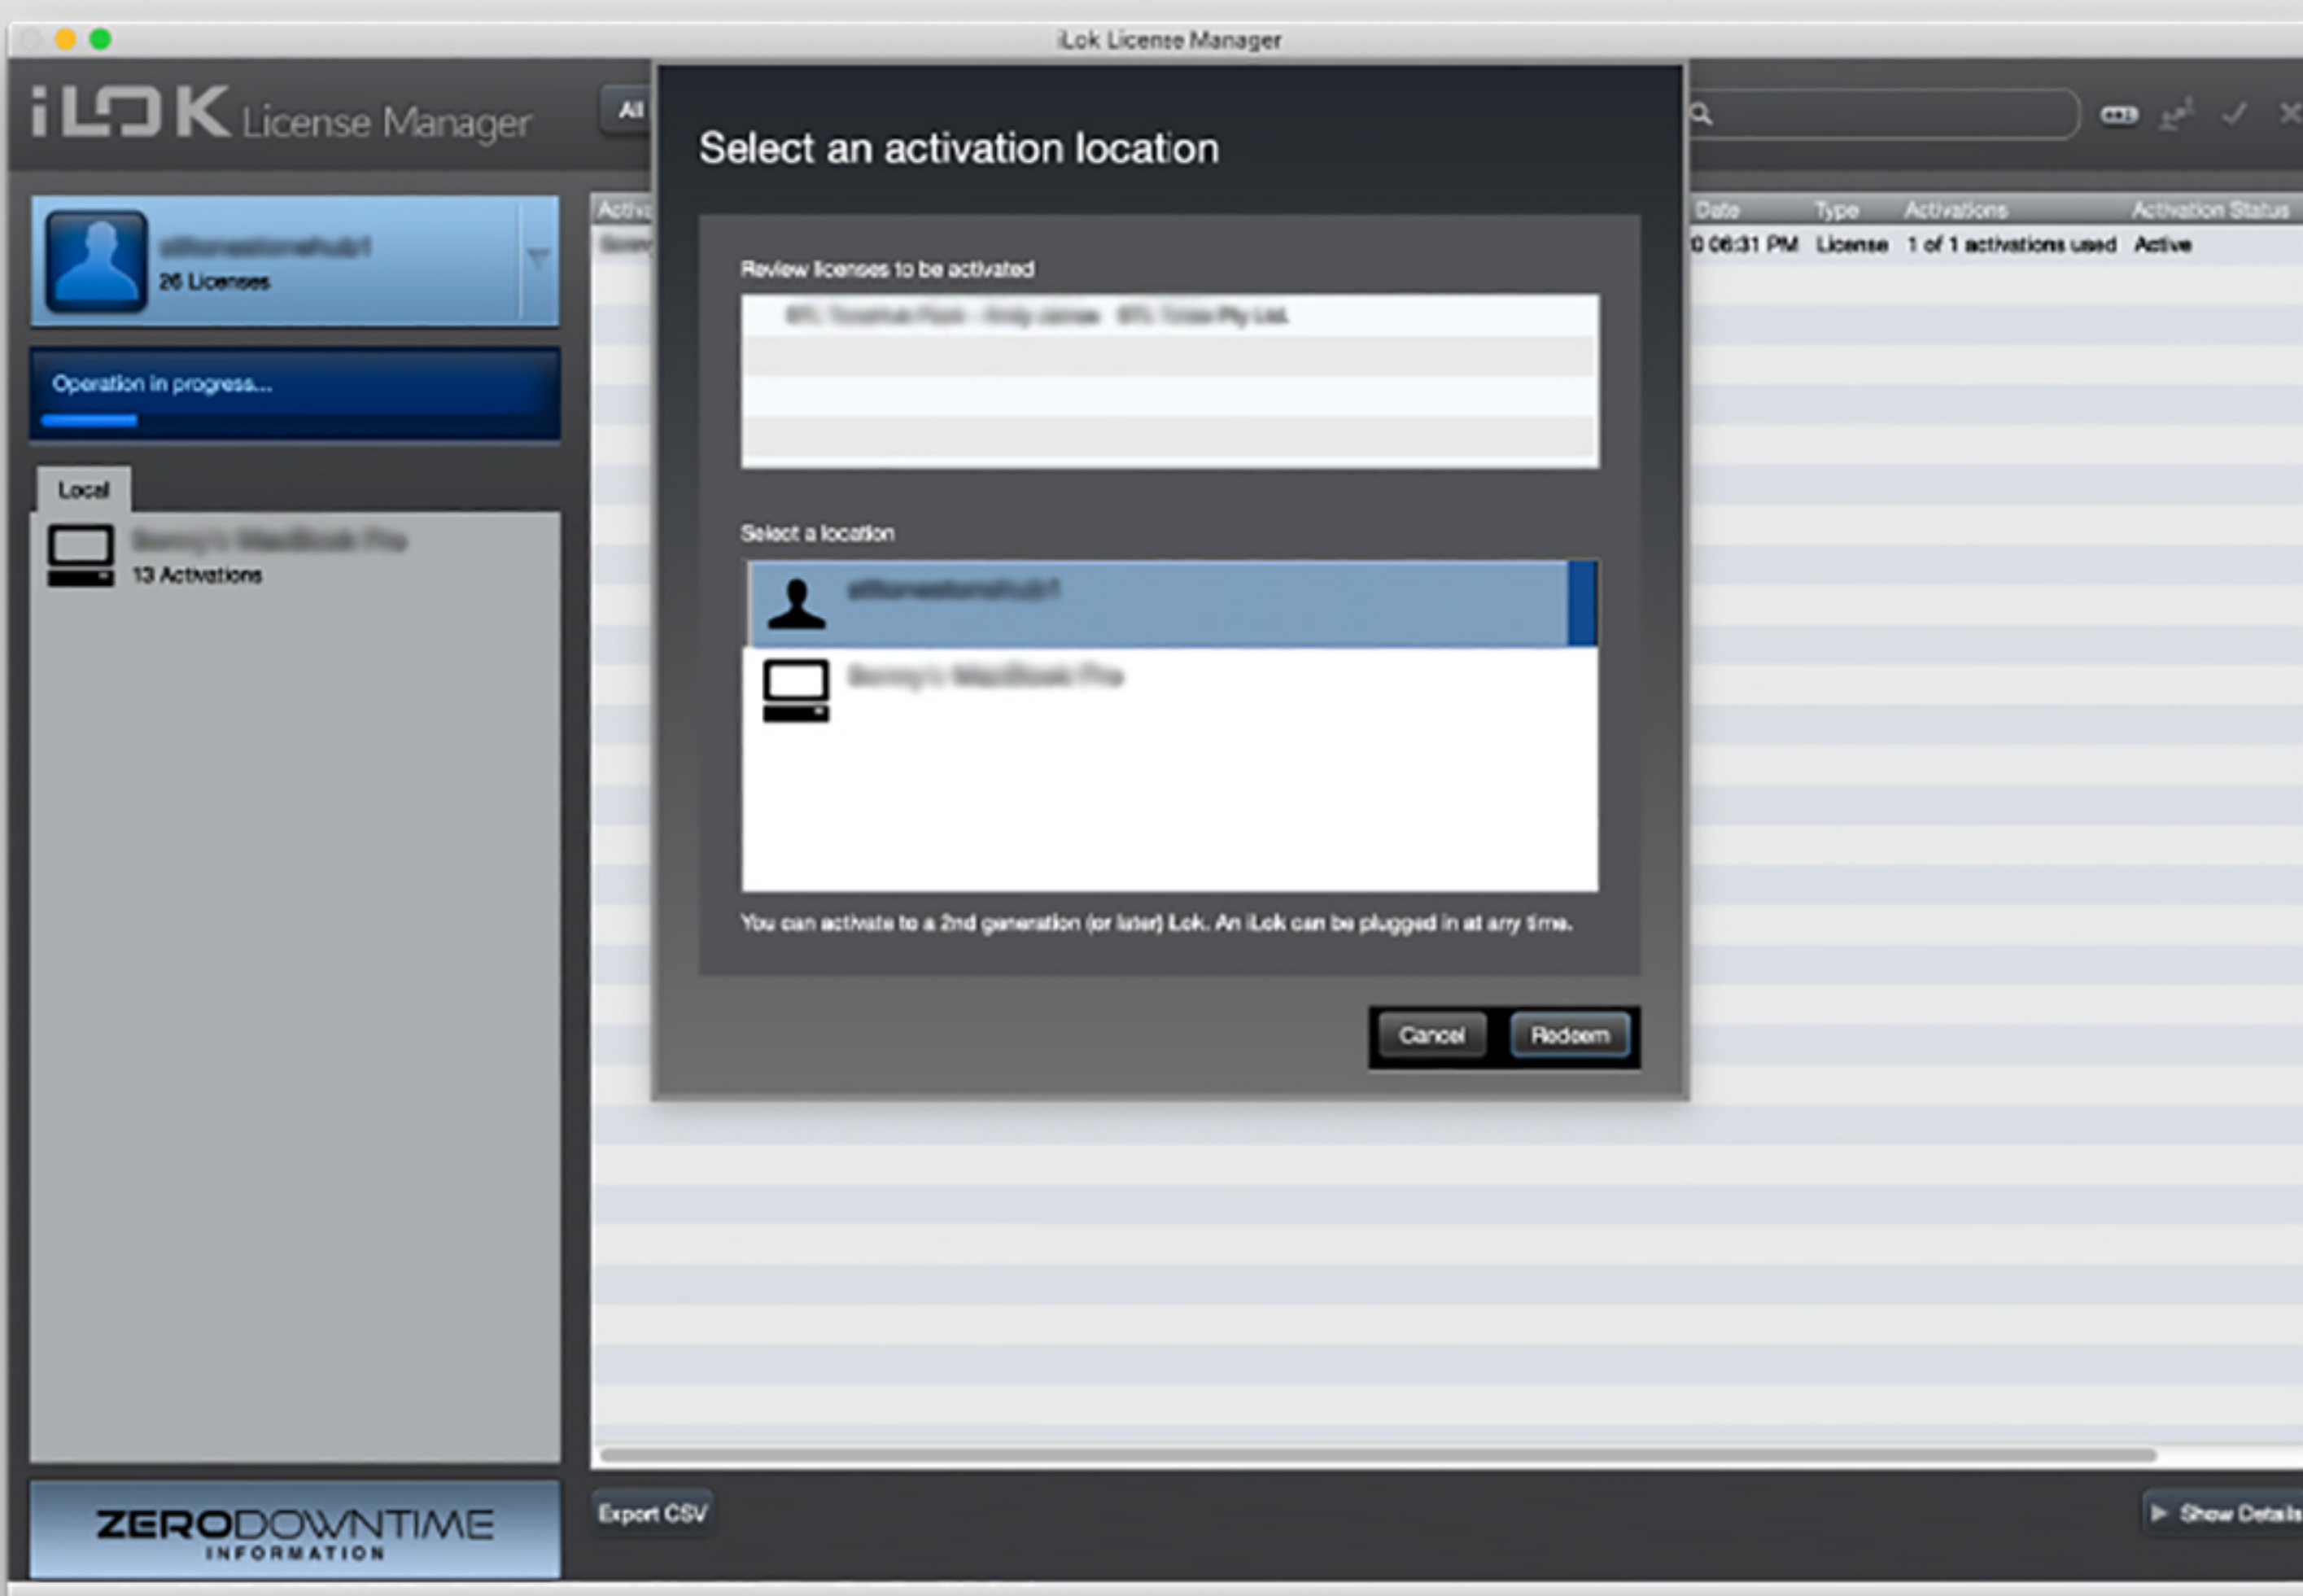 iLok License Manager
iLOK License Manager
All
26 Licenses
Operation in progress...
Local
13 Activations
ZERODOWNTIME
INFORMATION
Select an activation location
Review licenses to be activated
Pty Ltd.
Select a location
You can activate to a 2nd generation (or later) iLok. An iLok can be plugged in at any time.
Cancel Redeem
Date Type Activations Activation Status
0 06:31 PM License 1 of 1 activations used Active
Export CSV
Show Details